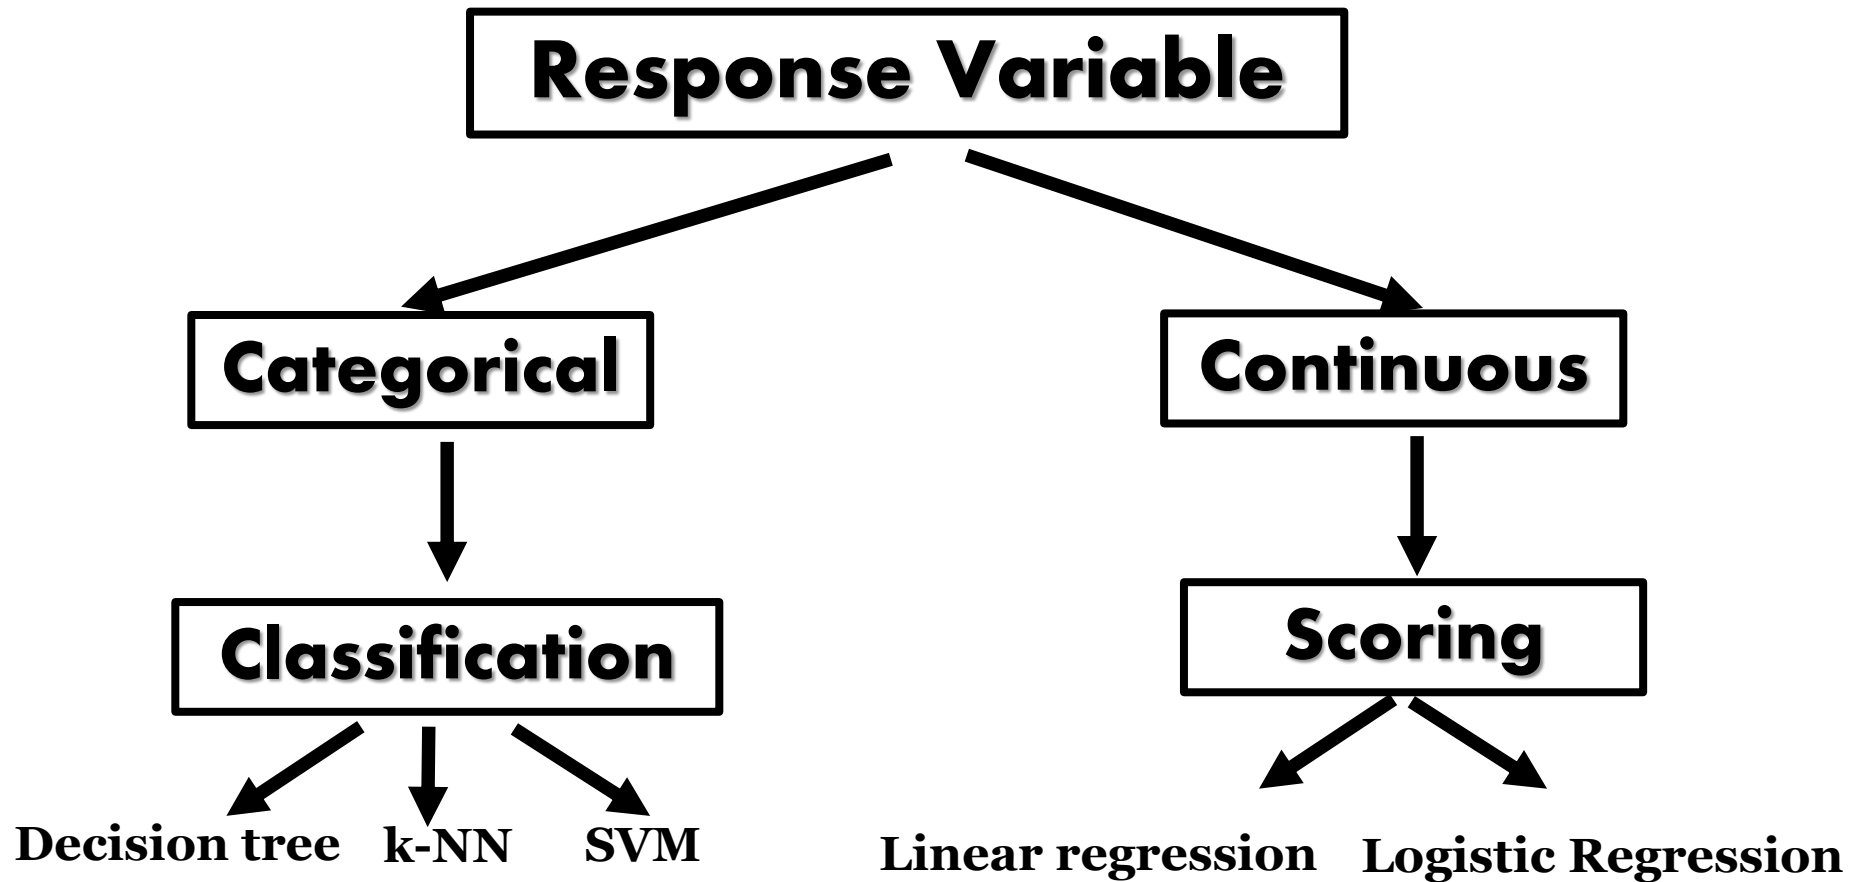 Response Variable
Categorical
Continuous
Classification
Scoring
Decision tree
k-NN
SVM
Linear regression
Logistic Regression